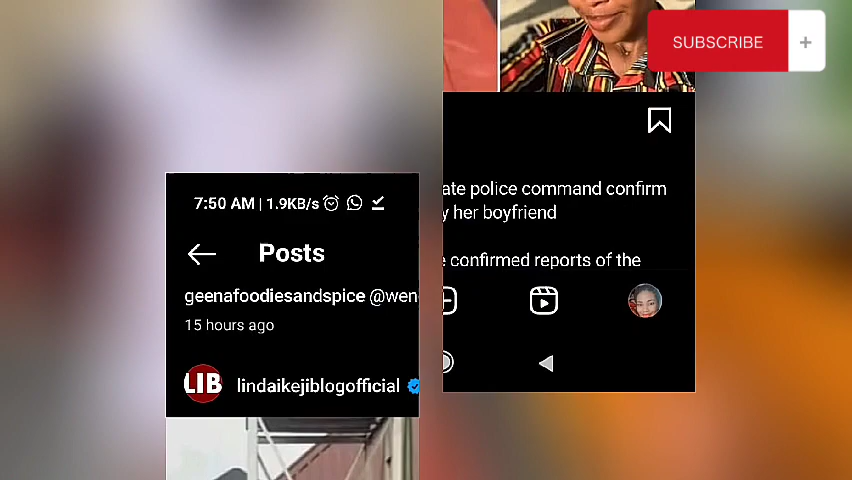 SUBSCRIBE +
ate police command confirm
y her boyfriend
confirmed reports of the
7:50 AM | 1.9KB/s
Posts
geenafoodiesandspice @wen
15 hours ago
LIB lindaikejiblogofficial